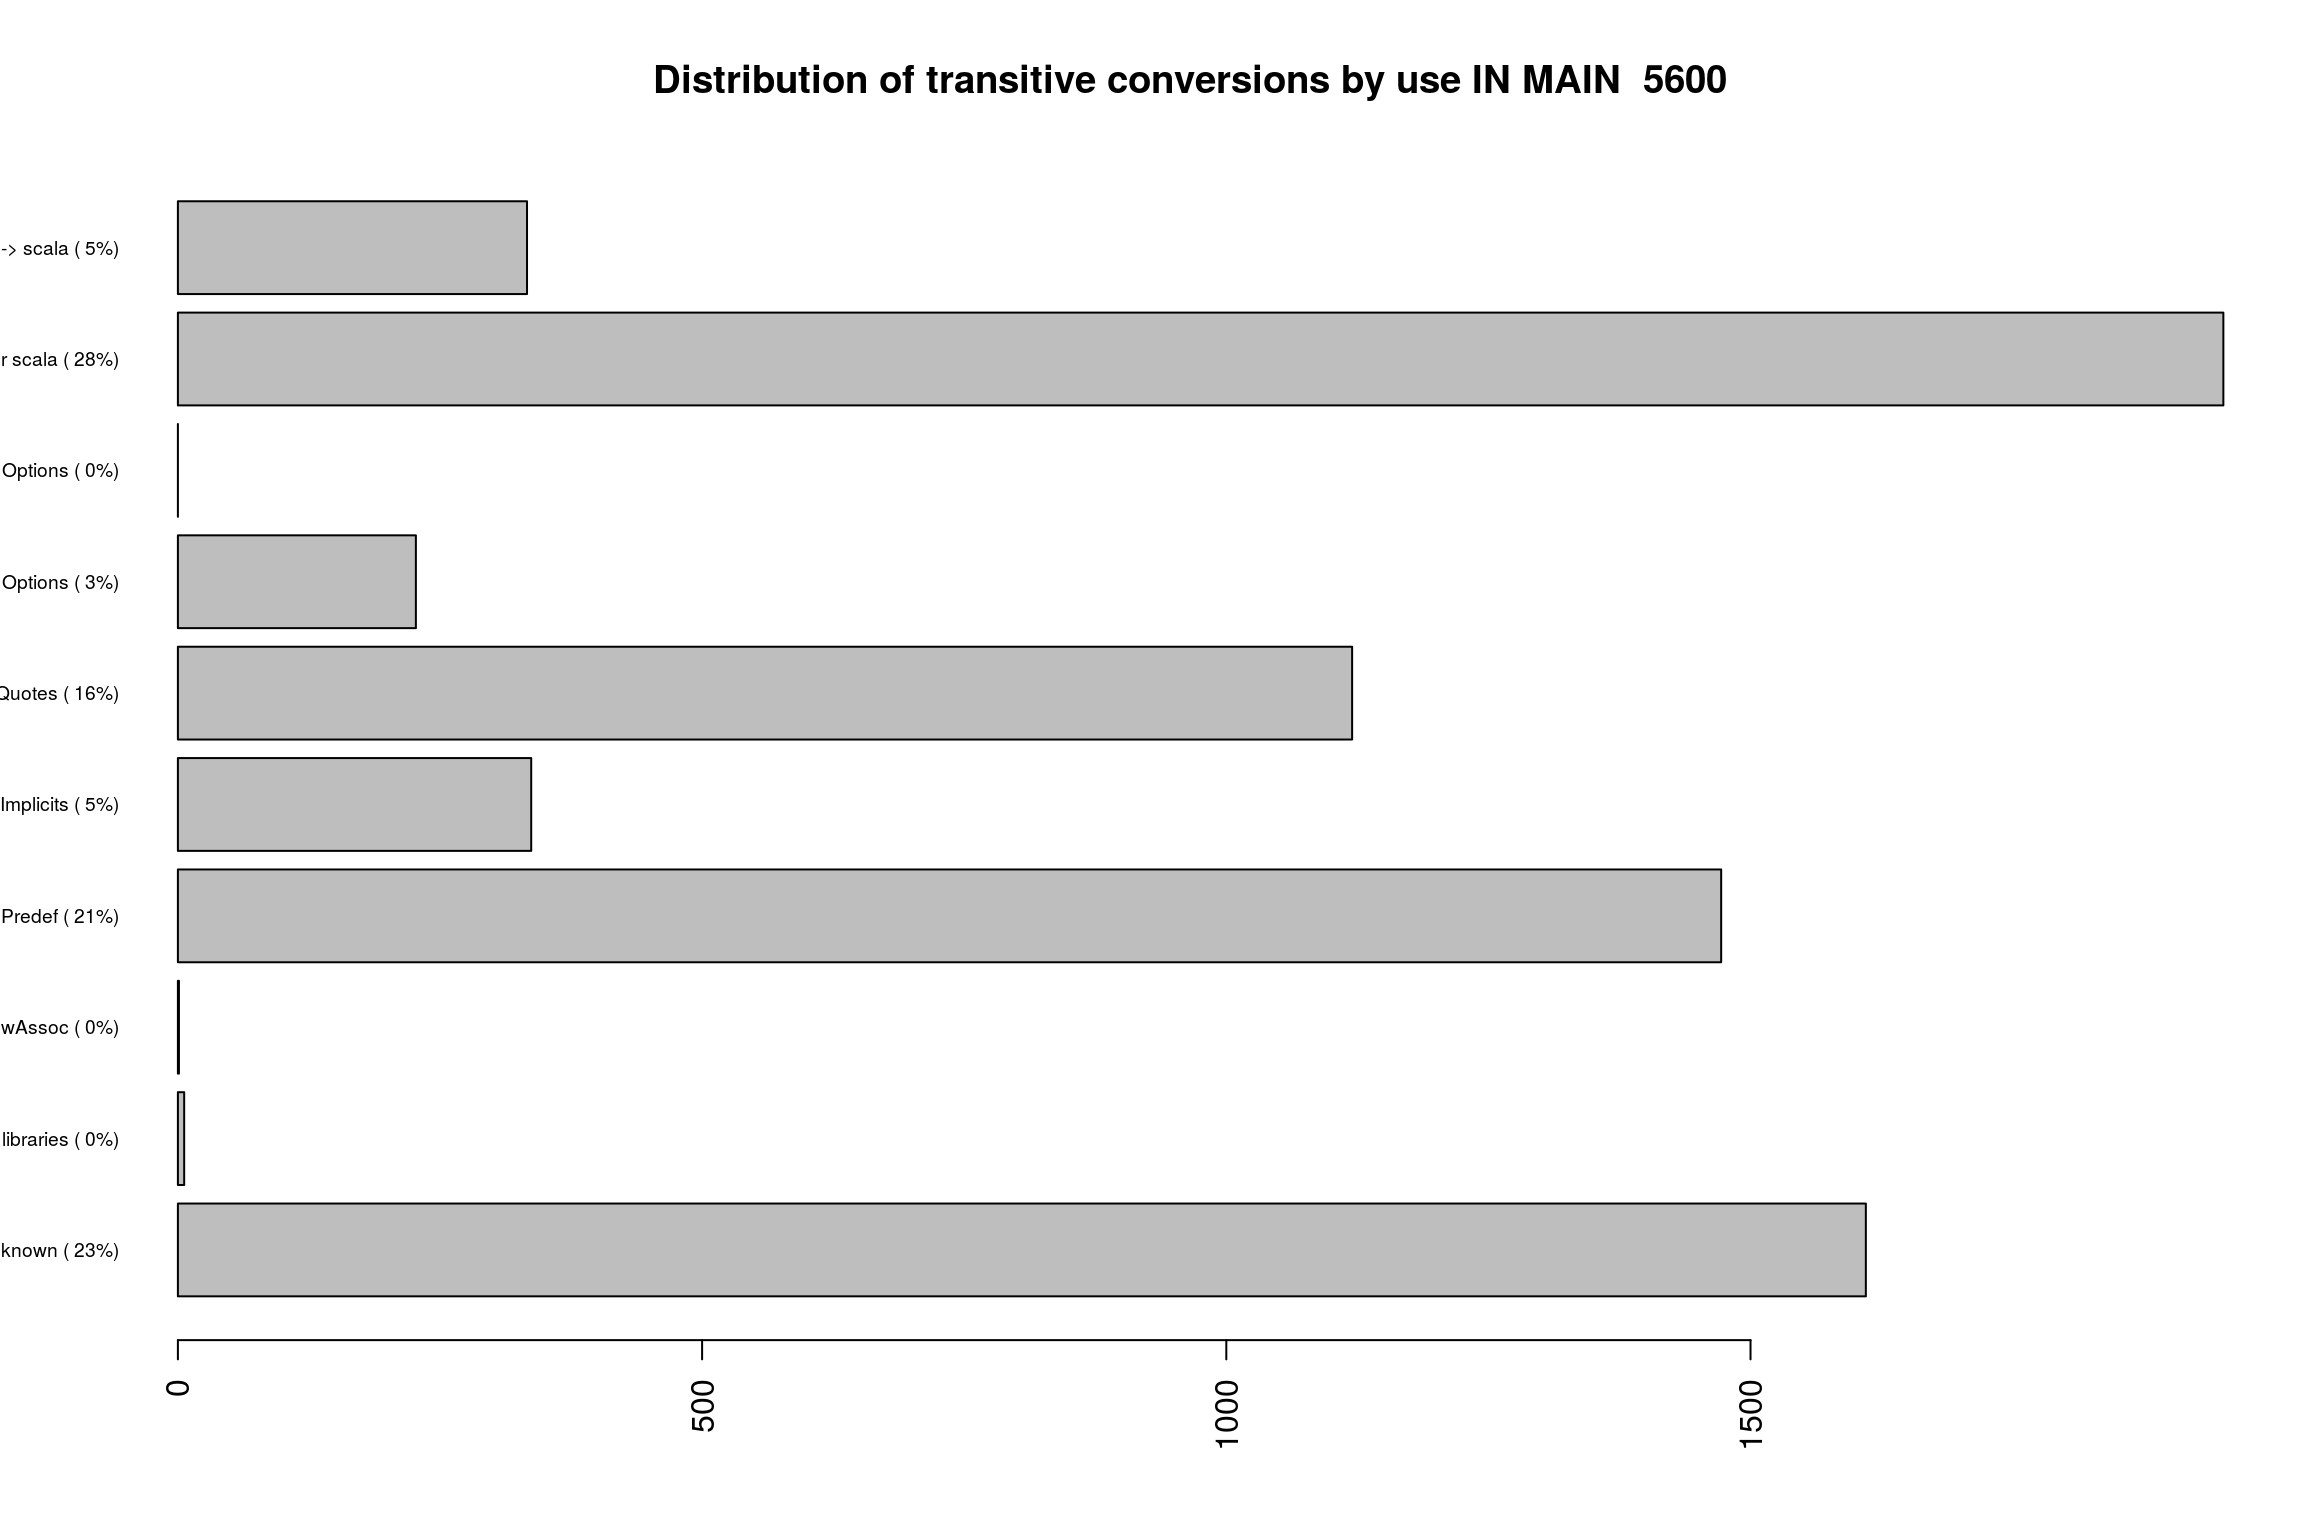 Distribution of transitive conversions by use IN MAIN  5600
-> scala ( 5%)
r scala ( 28%)
Options ( 0%)
Options ( 3%)
Quotes ( 16%)
Implicits ( 5%)
Predef ( 21%)
wAssoc ( 0%)
libraries ( 0%)
known ( 23%)
0
500
1000
1500